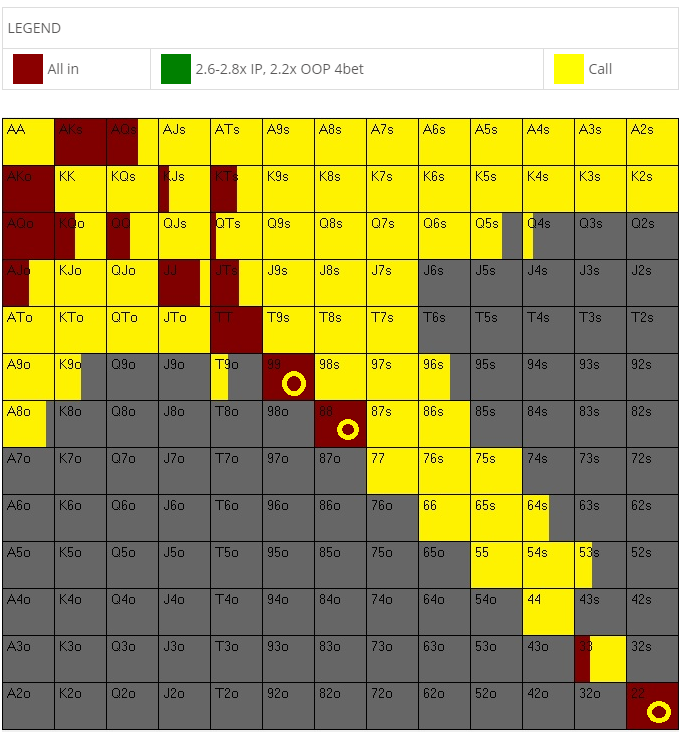 LEGEND
All in 2.6-2.8x IP, 2.2x OOP 4bet Call
AA AKs AQs AJs ATs A9s A8s A7s A6s A5s A4s A3s A2s
AKo KK KQs KJs KTs K9s K8s K7s K6s K5s K4s K3s K2s
AQo KQo QQ QJs QTs Q9s Q8s Q7s Q6s Q5s Q4s Q3s Q2s
AJo KJo QJo JJ JTs J9s J8s J7s J6s J5s J4s J3s J2s
ATo KTo QTo JTo TT T9s T8s T7s T6s T5s T4s T3s T2s
A9o K9o Q9o J9o T9o 99 98s 97s 96s 95s 94s 93s 92s
A8o K8o Q8o J8o T8o 98o 88 87s 86s 85s 84s 83s 82s
A7o K7o Q7o J7o T7o 97o 87o 77 76s 75s 74s 73s 72s
A6o K6o Q6o J6o T6o 96o 86o 76o 66 65s 64s 63s 62s
A5o K5o Q5o J5o T5o 95o 85o 75o 65o 55 54s 53s 52s
A4o K4o Q4o J4o T4o 94o 84o 74o 64o 54o 44 43s 42s
A3o K3o Q3o J3o T3o 93o 83o 73o 63o 53o 43o 33 32s
A2o K2o Q2o J2o T2o 92o 82o 72o 62o 52o 42o 32o 22